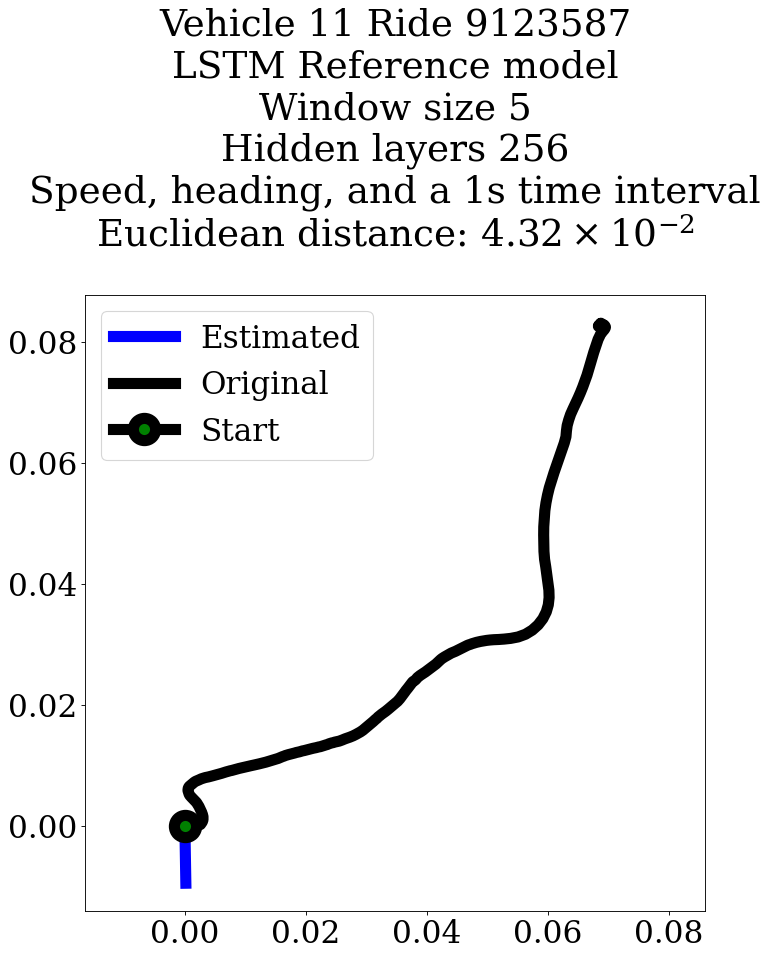 Vehicle 11 Ride 9123587
LSTM Reference model
Window size 5
Hidden layers 256
Speed, heading, and a 1s time interval
Euclidean distance: 4.32 × 10⁻²
Estimated
Original
Start
0.08
0.06
0.04
0.02
0.00
0.00 0.02 0.04 0.06 0.08